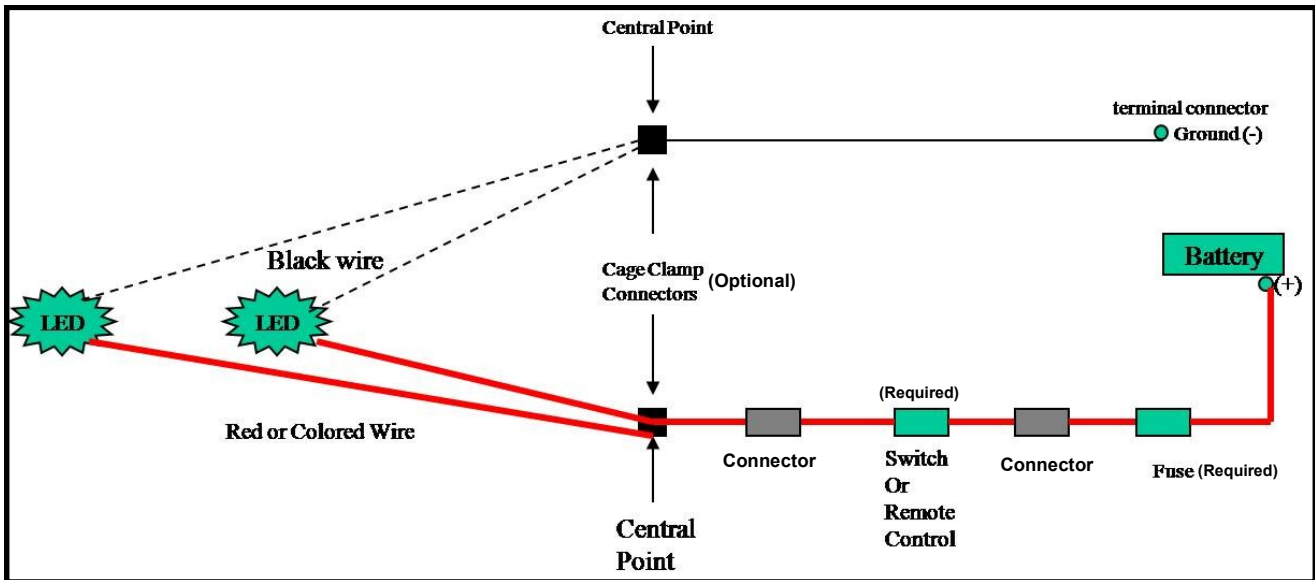 Central Point
terminal connector
Ground (-)
Black wire
Cage Clamp (Optional)
Connectors
Battery
(+)
LED
LED
Red or Colored Wire
(Required)
Connector
Switch
Or
Remote
Control
Connector
Fuse (Required)
Central
Point